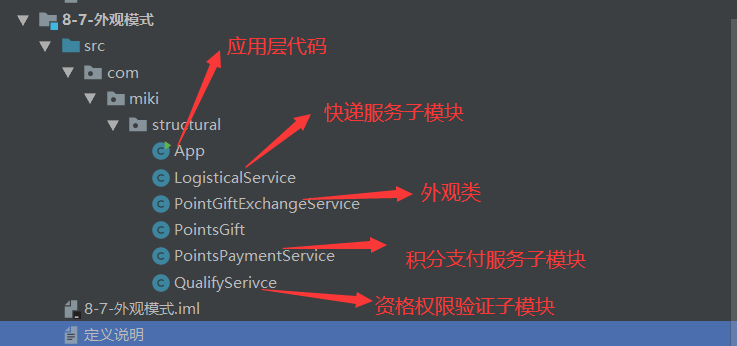 8-7-外观模式
应用层代码
src
com
快递服务子模块
miki
structural
App
LogisticalService
PointGiftExchangeService
外观类
PointsGift
PointsPaymentService
积分支付服务子模块
QualifySerivce
资格权限验证子模块
8-7-外观模式.iml
定义说明